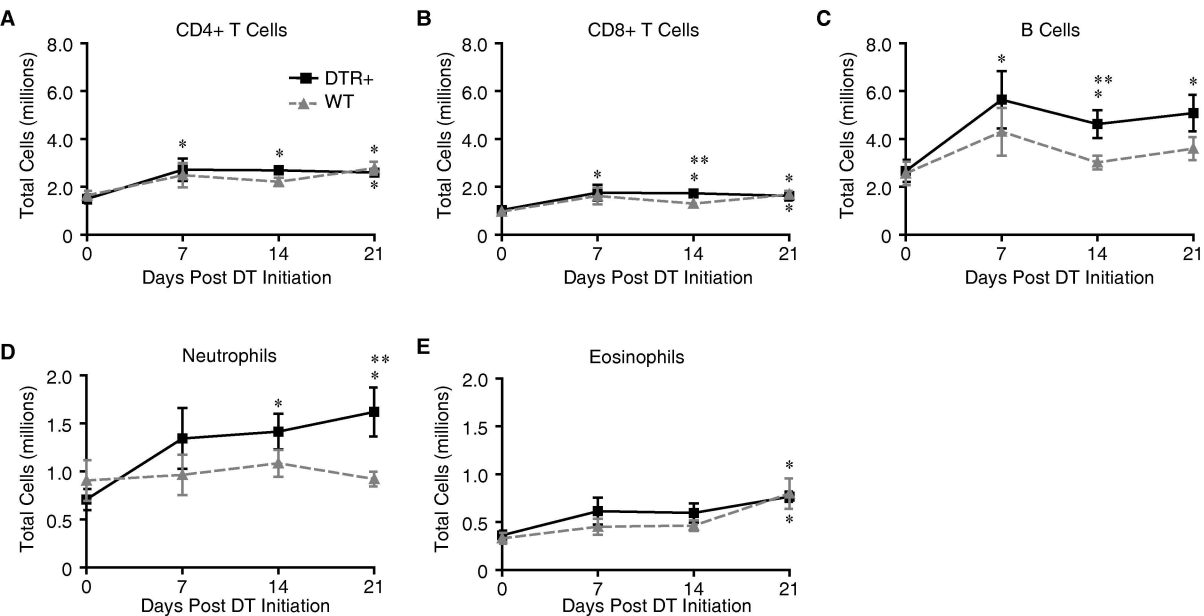 A
CD4+ T Cells
8.0
6.0
4.0
2.0
0
Total Cells (millions)
DTR+
WT
*
*
*
*
0 7 14 21
Days Post DT Initiation
B
CD8+ T Cells
8.0
6.0
4.0
2.0
0
Total Cells (millions)
*
**
*
*
*
0 7 14 21
Days Post DT Initiation
C
B Cells
8.0
6.0
4.0
2.0
0
Total Cells (millions)
*
**
*
*
0 7 14 21
Days Post DT Initiation
D
Neutrophils
2.0
1.5
1.0
0.5
0
Total Cells (millions)
*
**
*
0 7 14 21
Days Post DT Initiation
E
Eosinophils
2.0
1.5
1.0
0.5
0
Total Cells (millions)
*
*
0 7 14 21
Days Post DT Initiation